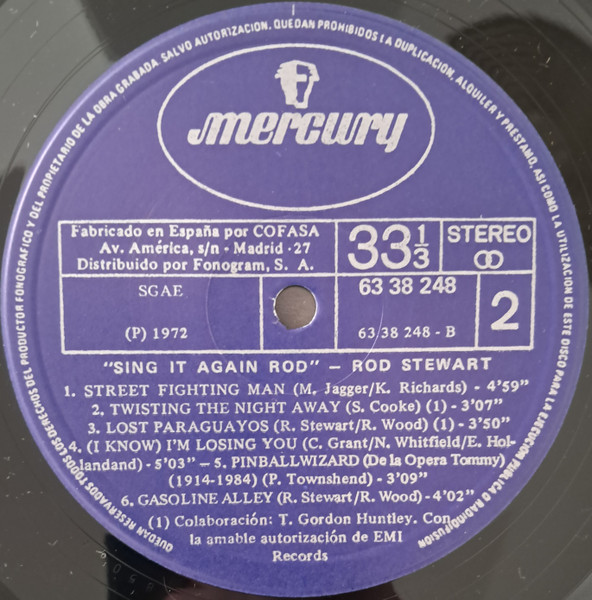 QUEDAN RESERVADOS TODOS LOS DERECHOS DEL PRODUCTOR FONOGRAFICO Y DEL PROPIETARIO DE LA OBRA GRABADA. SALVO AUTORIZACION, QUEDAN PROHIBIDOS LA DUPLICACION, ALQUILER Y PRESTAMO, ASI COMO LA UTILIZACION DE ESTE DISCO PARA LA EJECUCION PUBLICA O RADIODIFUSION
mercury
Fabricado en España por COFASA
Av. América, s/n - Madrid - 27
Distribuido por Fonogram, S. A.
33 1/3
STEREO
SGAE
(P) 1972
63 38 248
63 38 248 - B
2
"SING IT AGAIN ROD" — ROD STEWART
1. STREET FIGHTING MAN (M. Jagger/K. Richards) - 4'59"
2. TWISTING THE NIGHT AWAY (S. Cooke) (1) - 3'07"
3. LOST PARAGUAYOS (R. Stewart/R. Wood) (1) - 3'50"
4. (I KNOW) I'M LOSING YOU (C. Grant/N. Whitfield/E. Hol-
landand) - 5'03" — 5. PINBALLWIZARD (De la Opera Tommy)
(1914-1984) (P. Townshend) - 3'09"
6. GASOLINE ALLEY (R. Stewart/R. Wood) - 4'02"
(1) Colaboración: T. Gordon Huntley. Con
la amable autorización de EMI
Records